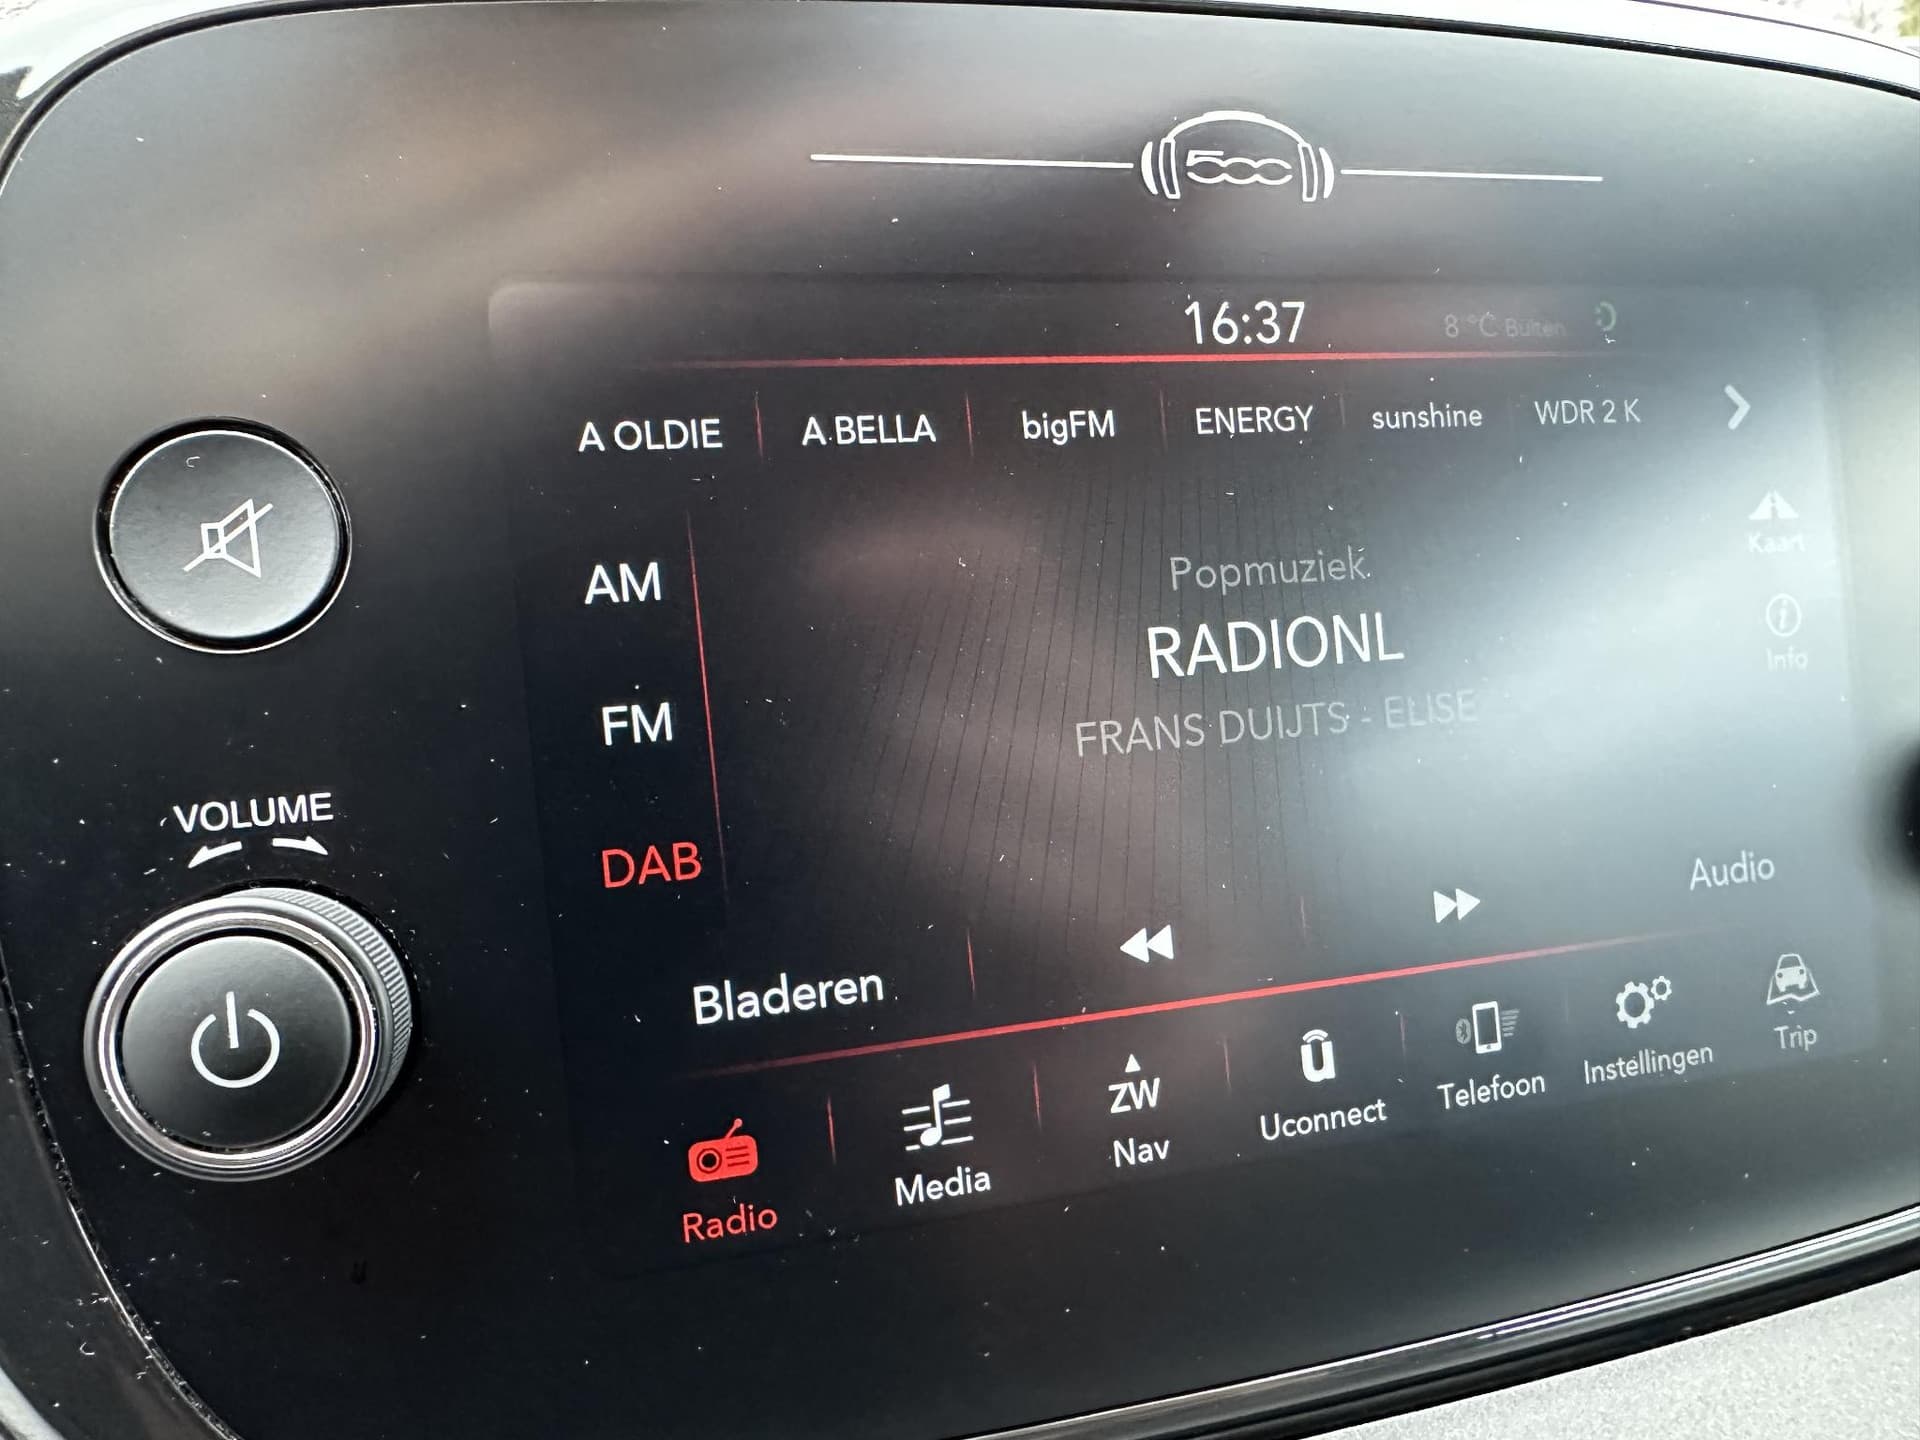 500
16:37
8 °C Buiten
A OLDIE A BELLA bigFM ENERGY sunshine WDR 2 K
Kaart
AM
Popmuziek
Info
RADIONL
FM
FRANS DUIJTS - ELISE
VOLUME
DAB
Audio
Bladeren
ZW
Radio Media Nav Uconnect Telefoon Instellingen Trip